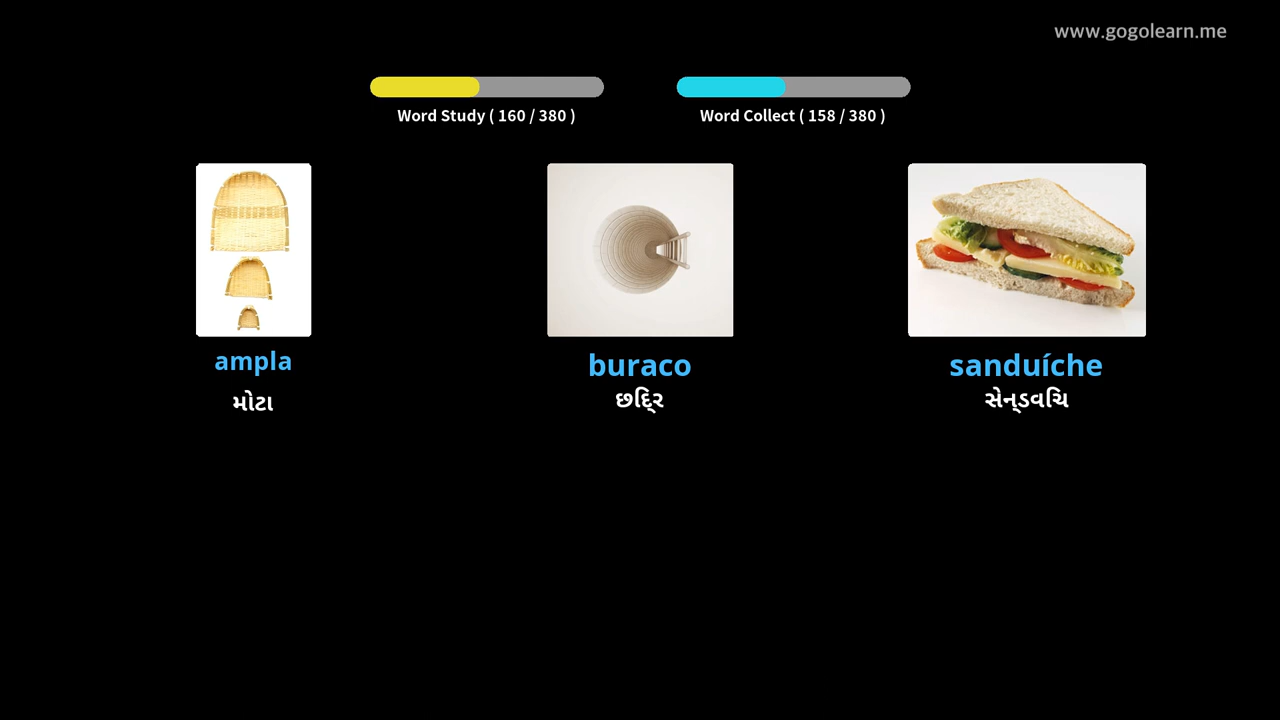 www.gogolearn.me
Word Study ( 160 / 380 )
Word Collect ( 158 / 380 )
ampla
buraco
sanduíche
મોટા
છિદ્ર
સેન્ડવિચ